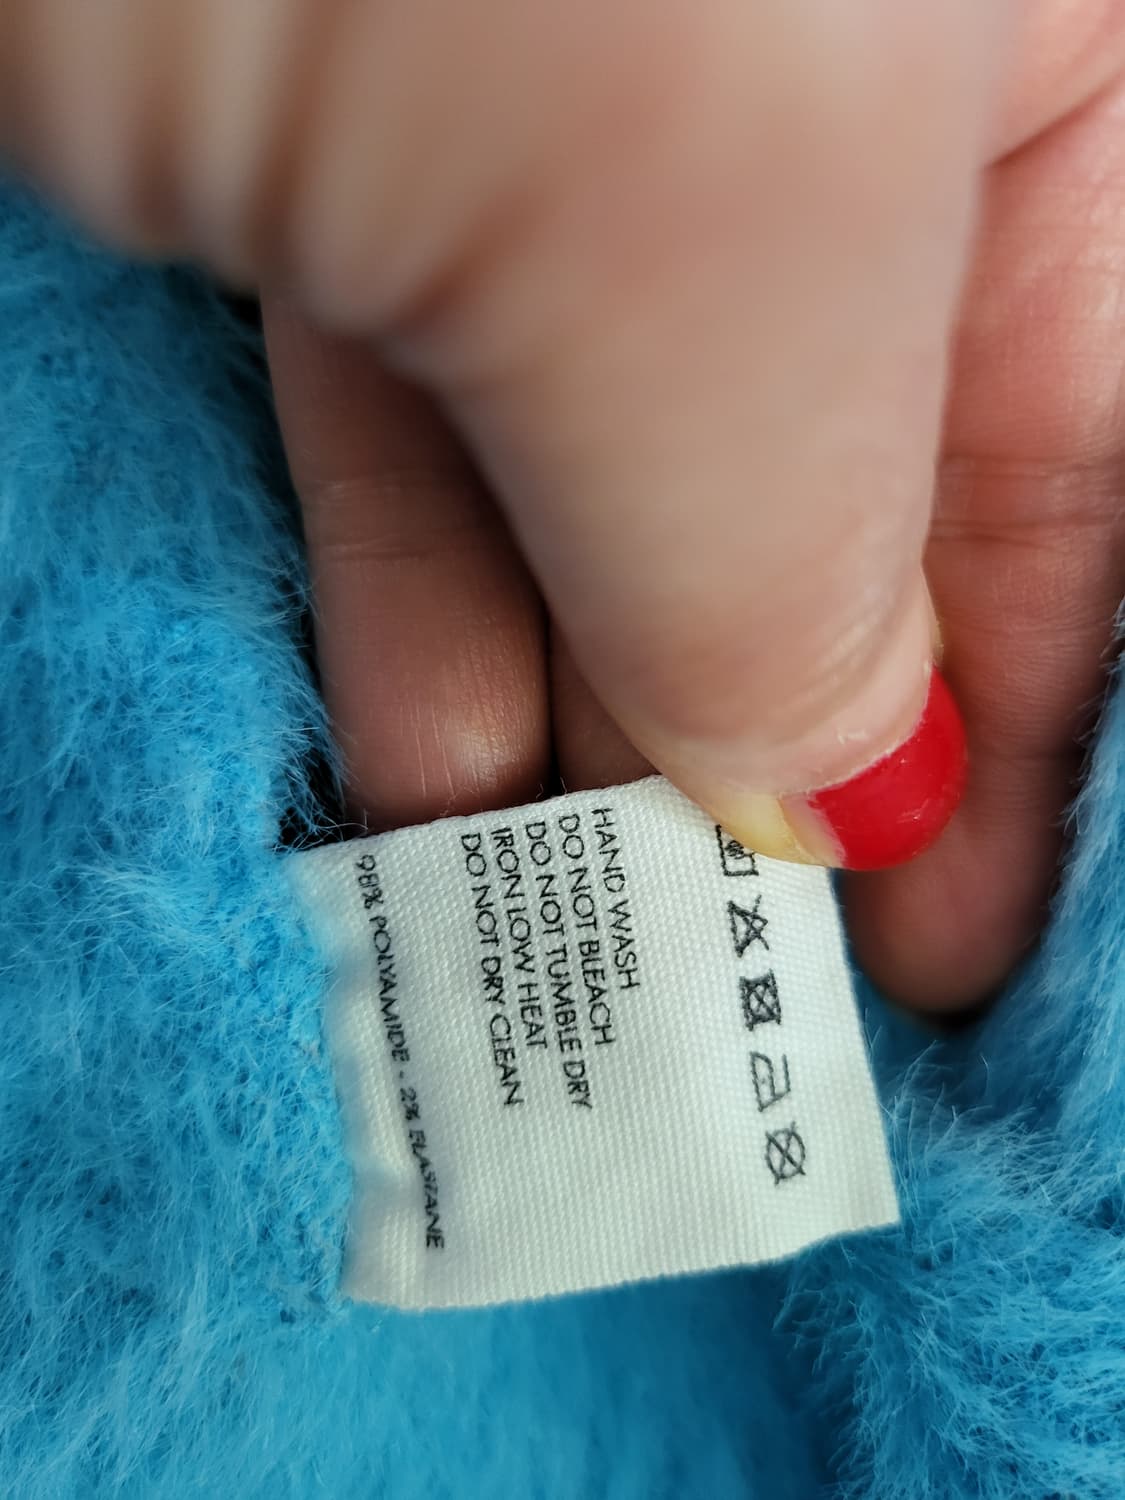 HAND WASH
DO NOT BLEACH
DO NOT TUMBLE DRY
IRON LOW HEAT
DO NOT DRY CLEAN
98% POLYAMIDE - 2% ELASTANE